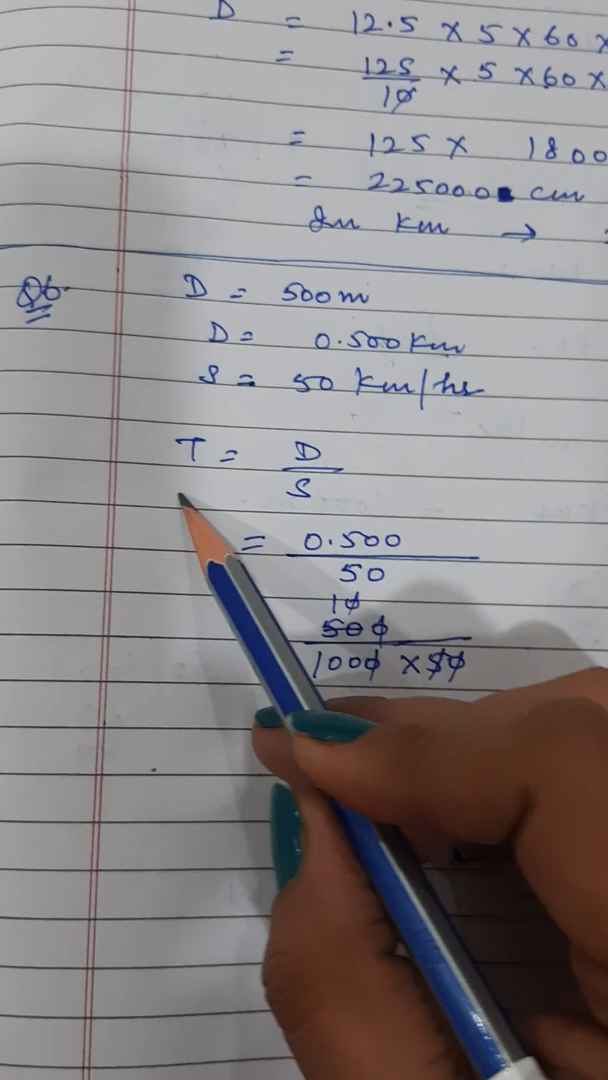 D = 12.5 × 5 × 60 ×
= 125/10 × 5 × 60 ×
= 125 × 1800
= 225000 cm
In km →
Q6. D = 500m
D = 0.500 km
S = 50 km/hr
T = D/S
= 0.500/50
10
500/1000 × 50